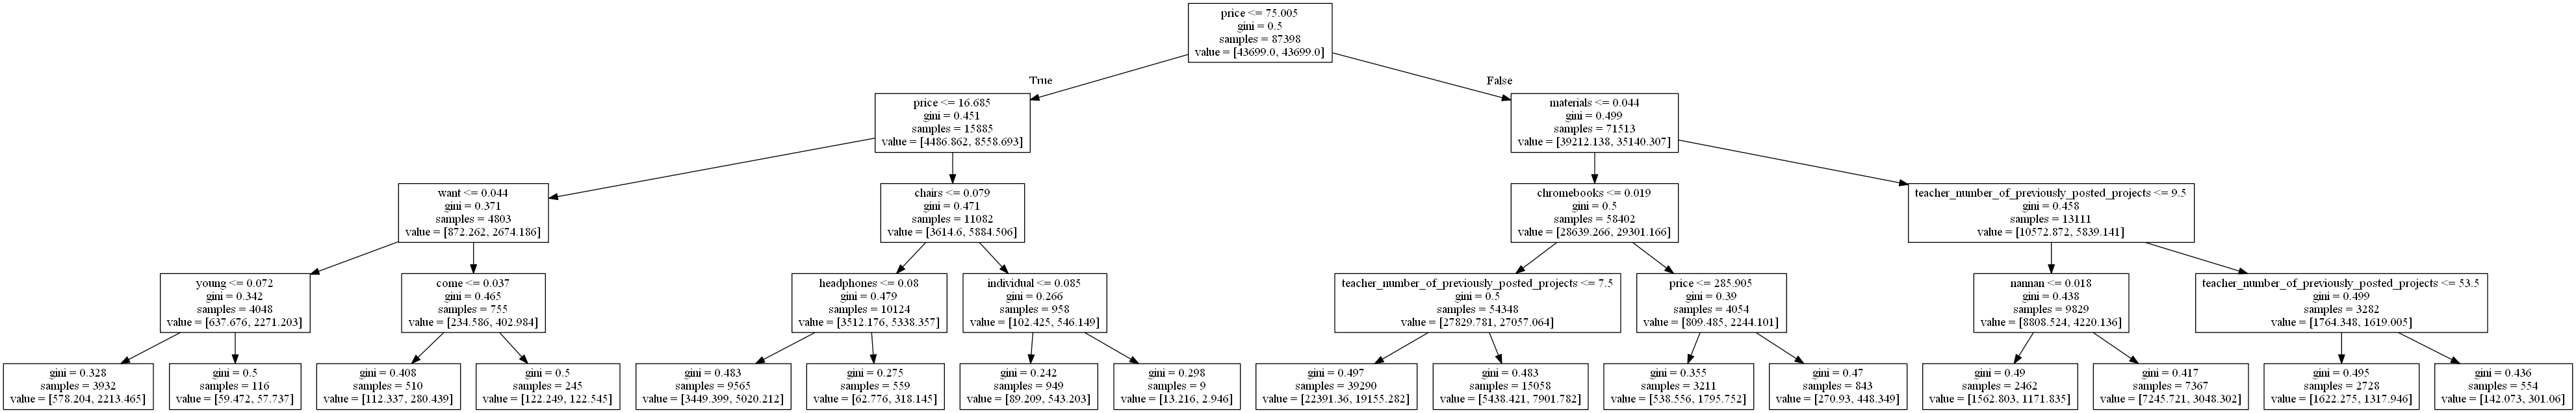 price <= 75.005
gini = 0.5
samples = 87398
value = [43699.0, 43699.0]
True
False
price <= 16.685
gini = 0.451
samples = 15885
value = [4486.862, 8558.693]
materials <= 0.044
gini = 0.499
samples = 71513
value = [39212.138, 35140.307]
want <= 0.044
gini = 0.371
samples = 4803
value = [872.262, 2674.186]
chairs <= 0.079
gini = 0.471
samples = 11082
value = [3614.6, 5884.506]
chromebooks <= 0.019
gini = 0.5
samples = 58402
value = [28639.266, 29301.166]
teacher_number_of_previously_posted_projects <= 9.5
gini = 0.458
samples = 13111
value = [10572.872, 5839.141]
young <= 0.072
gini = 0.342
samples = 4048
value = [637.676, 2271.203]
come <= 0.037
gini = 0.465
samples = 755
value = [234.586, 402.984]
headphones <= 0.08
gini = 0.479
samples = 10124
value = [3512.176, 5338.357]
individual <= 0.085
gini = 0.266
samples = 958
value = [102.425, 546.149]
teacher_number_of_previously_posted_projects <= 7.5
gini = 0.5
samples = 54348
value = [27829.781, 27057.064]
price <= 285.905
gini = 0.39
samples = 4054
value = [809.485, 2244.101]
nannan <= 0.018
gini = 0.438
samples = 9829
value = [8808.524, 4220.136]
teacher_number_of_previously_posted_projects <= 53.5
gini = 0.499
samples = 3282
value = [1764.348, 1619.005]
gini = 0.328
samples = 3932
value = [578.204, 2213.465]
gini = 0.5
samples = 116
value = [59.472, 57.737]
gini = 0.408
samples = 510
value = [112.337, 280.439]
gini = 0.5
samples = 245
value = [122.249, 122.545]
gini = 0.483
samples = 9565
value = [3449.399, 5020.212]
gini = 0.275
samples = 559
value = [62.776, 318.145]
gini = 0.242
samples = 949
value = [89.209, 543.203]
gini = 0.298
samples = 9
value = [13.216, 2.946]
gini = 0.497
samples = 39290
value = [22391.36, 19155.282]
gini = 0.483
samples = 15058
value = [5438.421, 7901.782]
gini = 0.355
samples = 3211
value = [538.556, 1795.752]
gini = 0.47
samples = 843
value = [270.93, 448.349]
gini = 0.49
samples = 2462
value = [1562.803, 1171.835]
gini = 0.417
samples = 7367
value = [7245.721, 3048.302]
gini = 0.495
samples = 2728
value = [1622.275, 1317.946]
gini = 0.436
samples = 554
value = [142.073, 301.06]